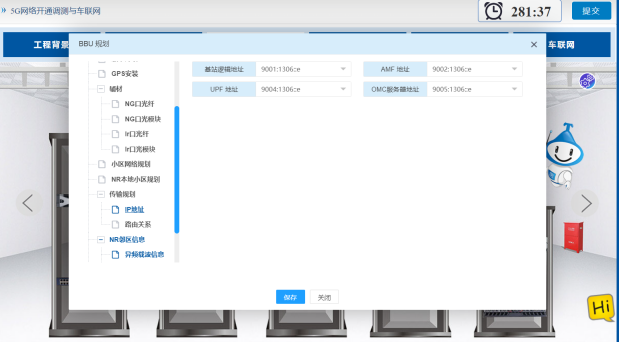 » 5G网络开通调测与车联网
281:37
提交
工程背景
车联网
BBU 规划
×
GPS安装
辅材
NG口光纤
NG口光模块
Ir口光纤
Ir口光模块
小区网络规划
NR本地小区规划
传输规划
IP地址
路由关系
NR邻区信息
异频载波信息
基站逻辑地址 9001:1306::e
AMF 地址 9002:1306::e
UPF 地址 9004:1306::e
OMC服务器地址 9005:1306::e
保存 关闭
Hi